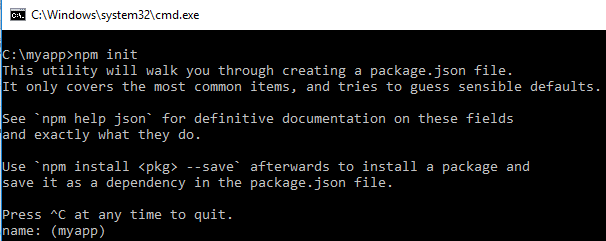 C:\Windows\system32\cmd.exe
C:\myapp>npm init
This utility will walk you through creating a package.json file.
It only covers the most common items, and tries to guess sensible defaults.
See `npm help json` for definitive documentation on these fields
and exactly what they do.
Use `npm install <pkg> --save` afterwards to install a package and
save it as a dependency in the package.json file.
Press ^C at any time to quit.
name: (myapp)